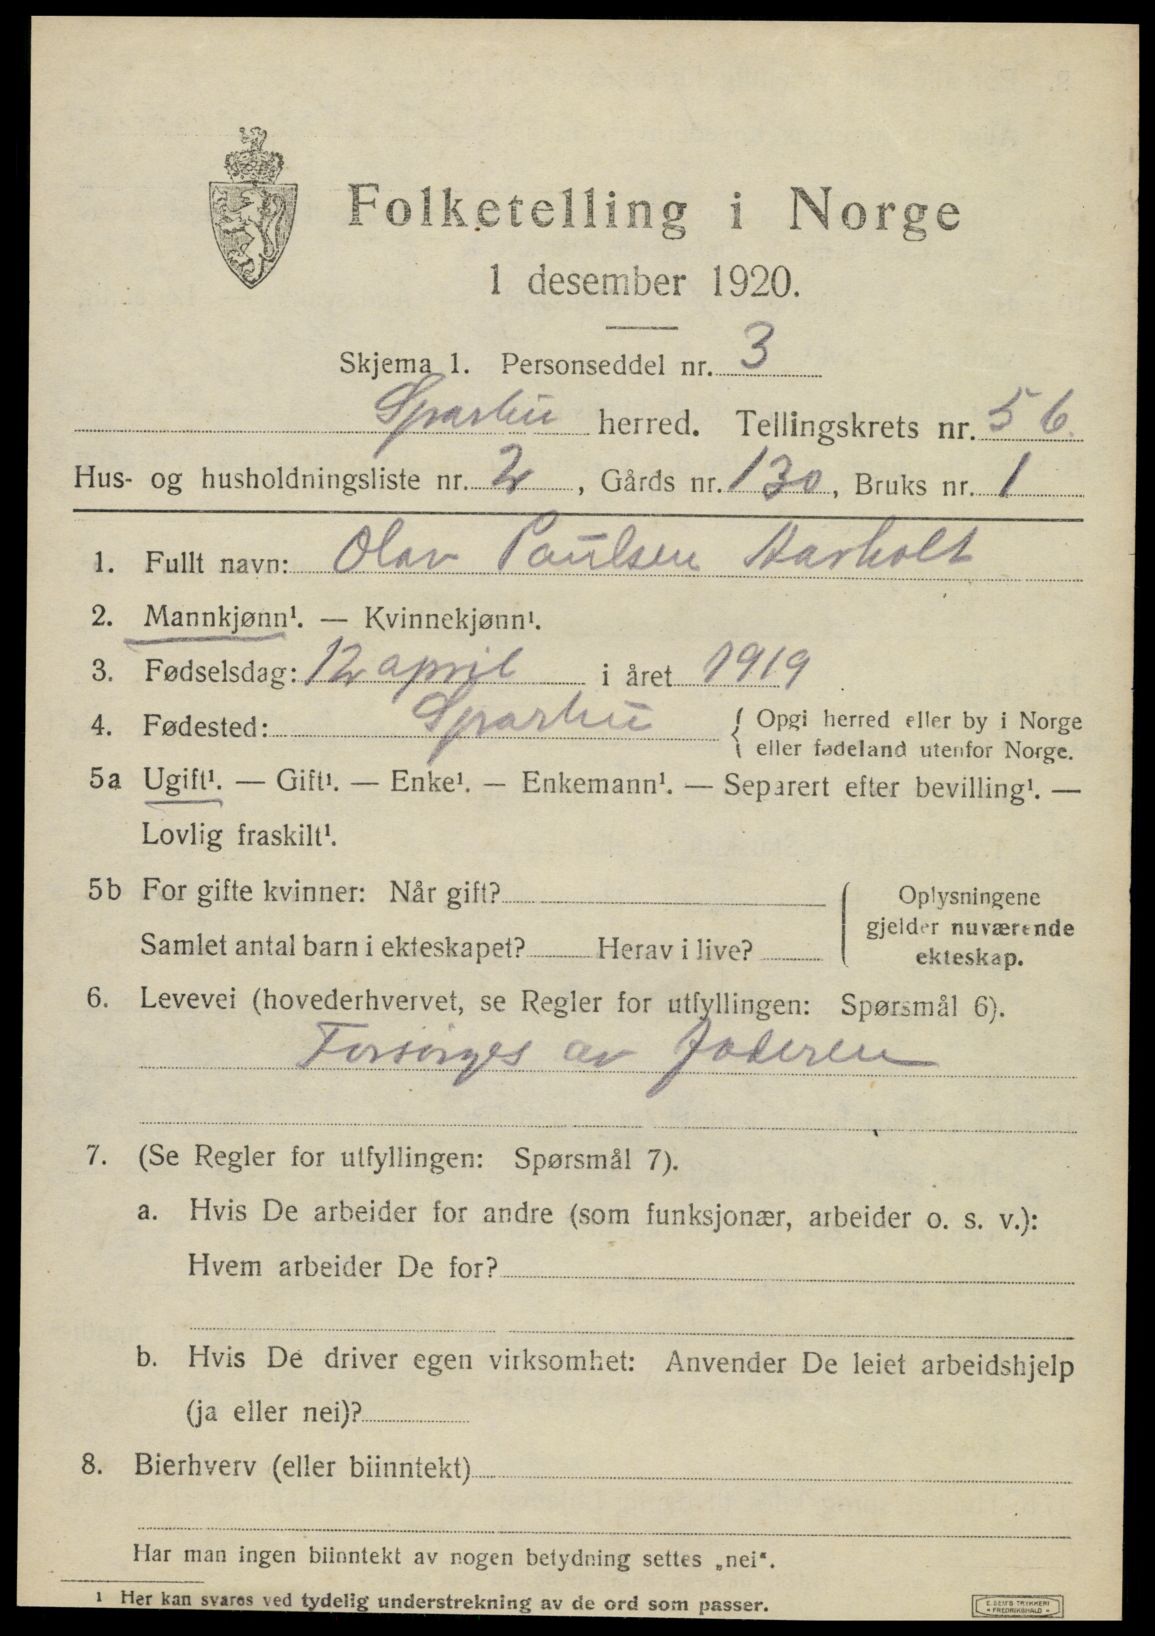 Folketelling i Norge
1 desember 1920.
Skjema 1. Personseddel nr. 3
Sparbu herred. Tellingskrets nr. 5 b
Hus- og husholdningsliste nr. 2, Gårds nr. 130, Bruks nr. 1
1. Fullt navn: Olav Paulsen Aarholt
2. Mannkjønn¹. — Kvinnekjønn¹.
3. Fødselsdag: 12 april i året 1919
4. Fødested: Sparbu { Opgi herred eller by i Norge
eller fødeland utenfor Norge.
5a Ugift¹. — Gift¹. — Enke¹. — Enkemann¹. — Separert efter bevilling¹. —
Lovlig fraskilt¹.
5b For gifte kvinner: Når gift?
Samlet antal barn i ekteskapet? Herav i live?
Oplysningene
gjelder nuværende
ekteskap.
6. Levevei (hovederhvervet, se Regler for utfyllingen: Spørsmål 6).
Forsørges av faderen
7. (Se Regler for utfyllingen: Spørsmål 7).
a. Hvis De arbeider for andre (som funksjonær, arbeider o. s. v.):
Hvem arbeider De for?
b. Hvis De driver egen virksomhet: Anvender De leiet arbeidshjelp
(ja eller nei)?
8. Bierhverv (eller biinntekt)
Har man ingen biinntekt av nogen betydning settes „nei“.
1 Her kan svares ved tydelig understrekning av de ord som passer.
E. SEM'S TRYKKERI
FREDRIKSHALD